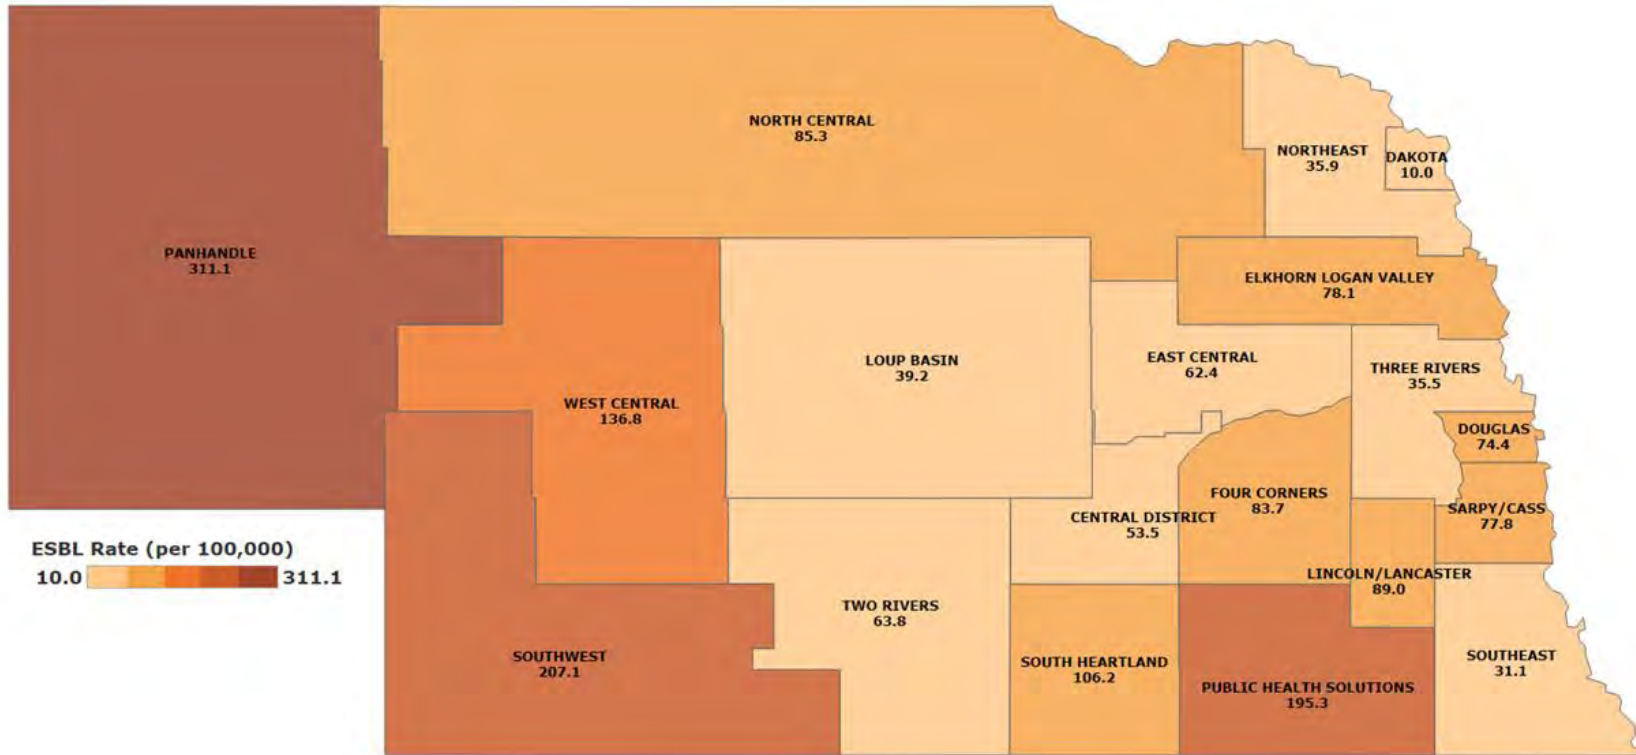 NORTH CENTRAL
85.3
NORTHEAST
35.9
DAKOTA
10.0
PANHANDLE
311.1
ELKHORN LOGAN VALLEY
78.1
LOUP BASIN
39.2
EAST CENTRAL
62.4
THREE RIVERS
35.5
WEST CENTRAL
136.8
DOUGLAS
74.4
FOUR CORNERS
83.7
SARPY/CASS
77.8
CENTRAL DISTRICT
53.5
ESBL Rate (per 100,000)
10.0 311.1
LINCOLN/LANCASTER
89.0
TWO RIVERS
63.8
SOUTHWEST
207.1
SOUTH HEARTLAND
106.2
SOUTHEAST
31.1
PUBLIC HEALTH SOLUTIONS
195.3